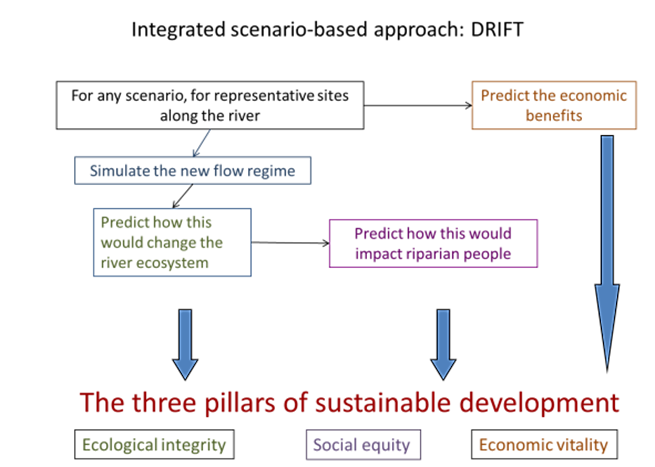 Integrated scenario-based approach: DRIFT
For any scenario, for representative sites
along the river
Predict the economic
benefits
Simulate the new flow regime
Predict how this
would change the
river ecosystem
Predict how this would
impact riparian people
The three pillars of sustainable development
Ecological integrity
Social equity
Economic vitality